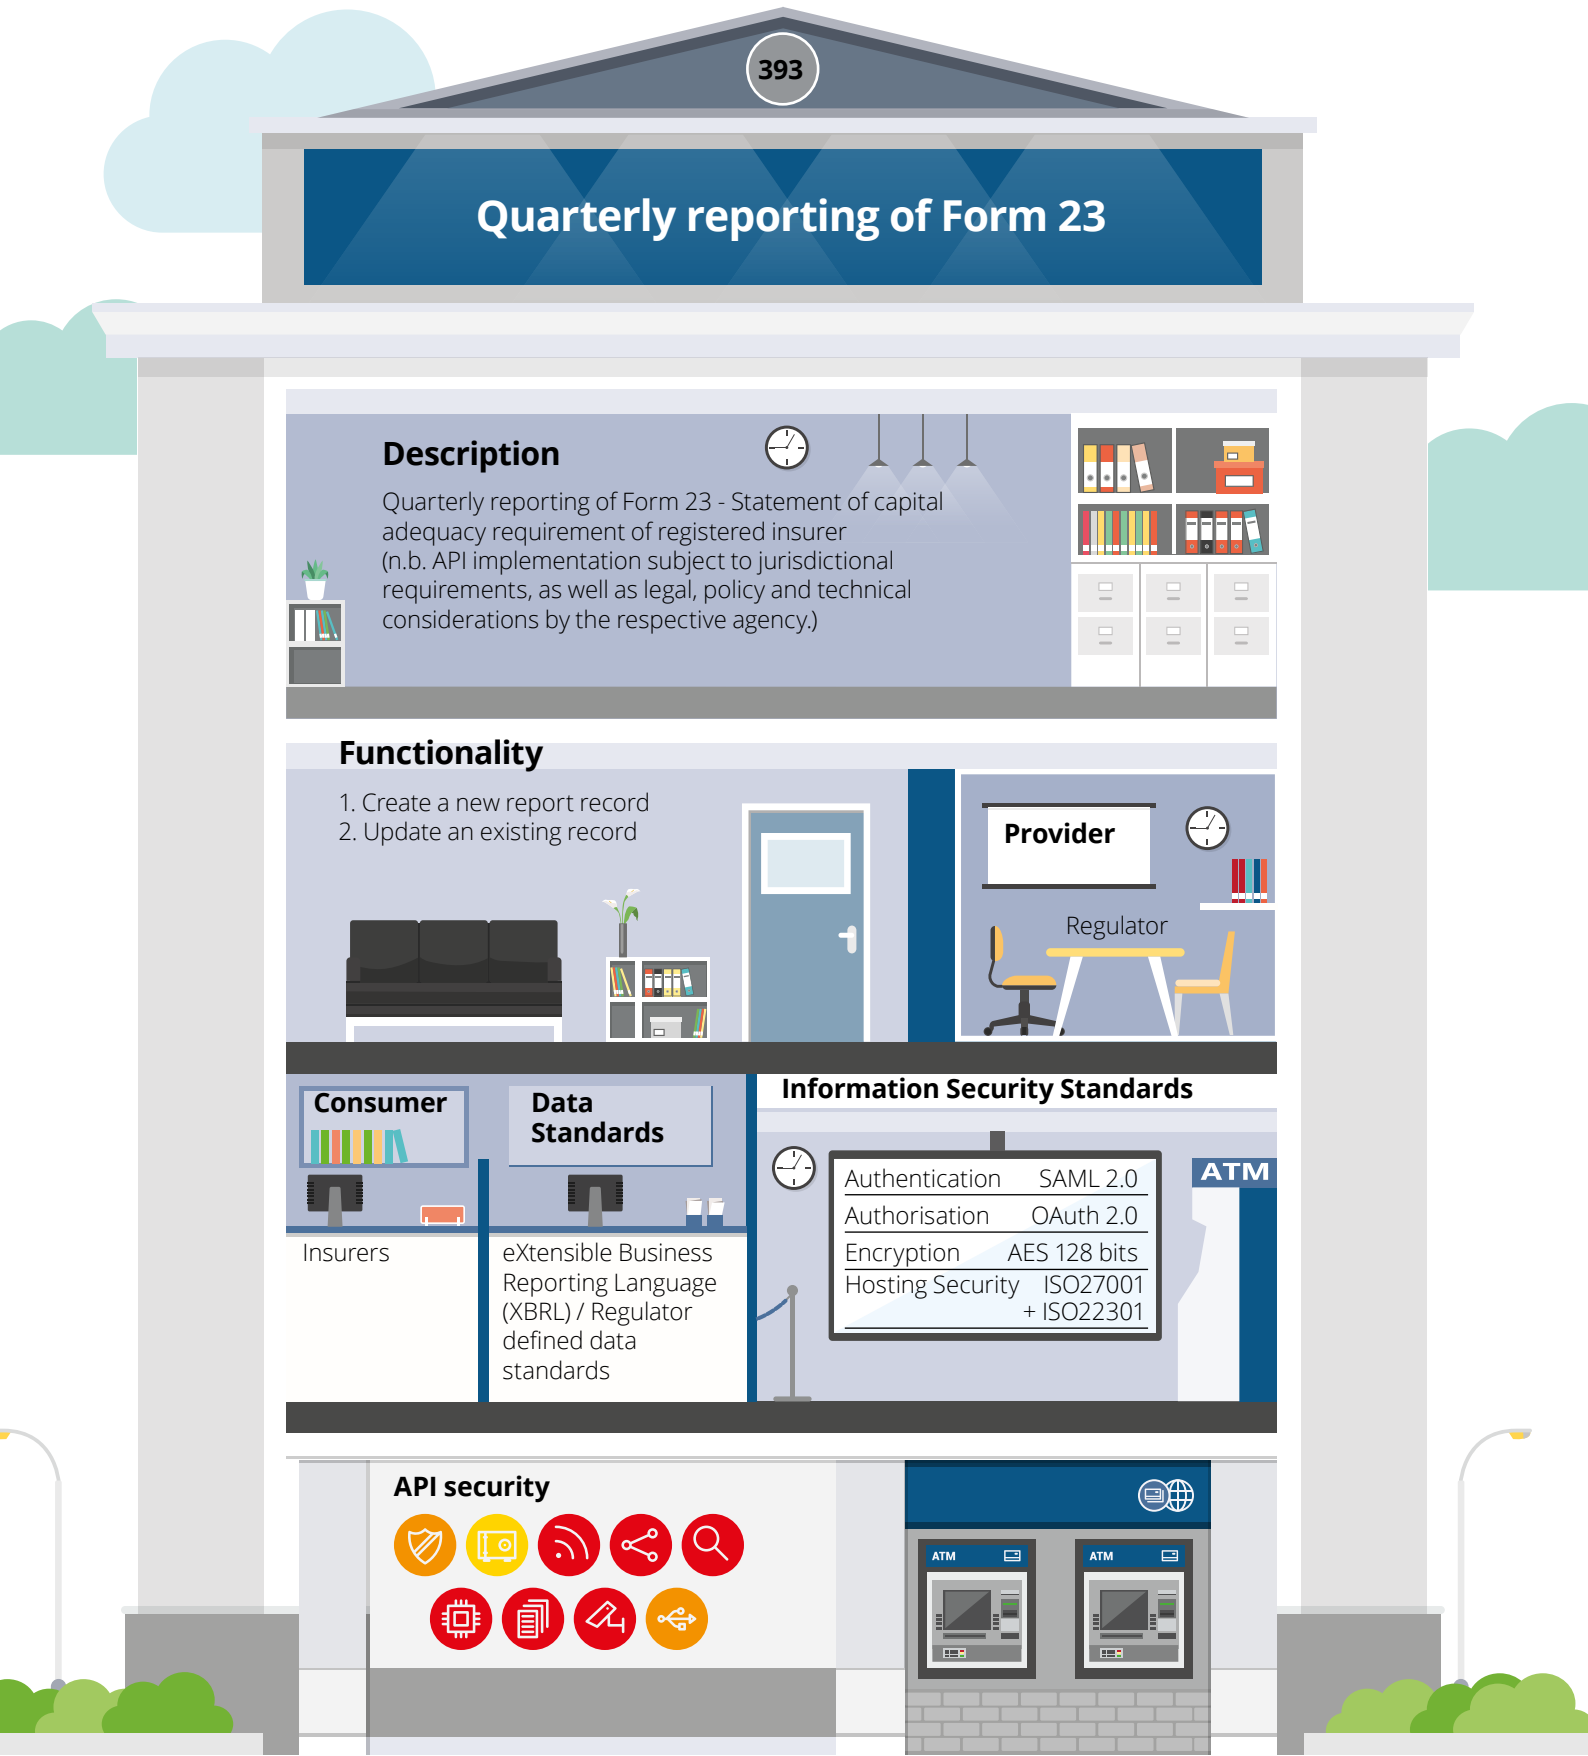 393
Quarterly reporting of Form 23
Description
Quarterly reporting of Form 23 - Statement of capital
adequacy requirement of registered insurer
(n.b. API implementation subject to jurisdictional
requirements, as well as legal, policy and technical
considerations by the respective agency.)
Functionality
1. Create a new report record
2. Update an existing record
Provider
Regulator
Consumer
Insurers
Data
Standards
eXtensible Business
Reporting Language
(XBRL) / Regulator
defined data
standards
Information Security Standards
Authentication SAML 2.0
Authorisation OAuth 2.0
Encryption AES 128 bits
Hosting Security ISO27001
+ ISO22301
ATM
API security
ATM
ATM